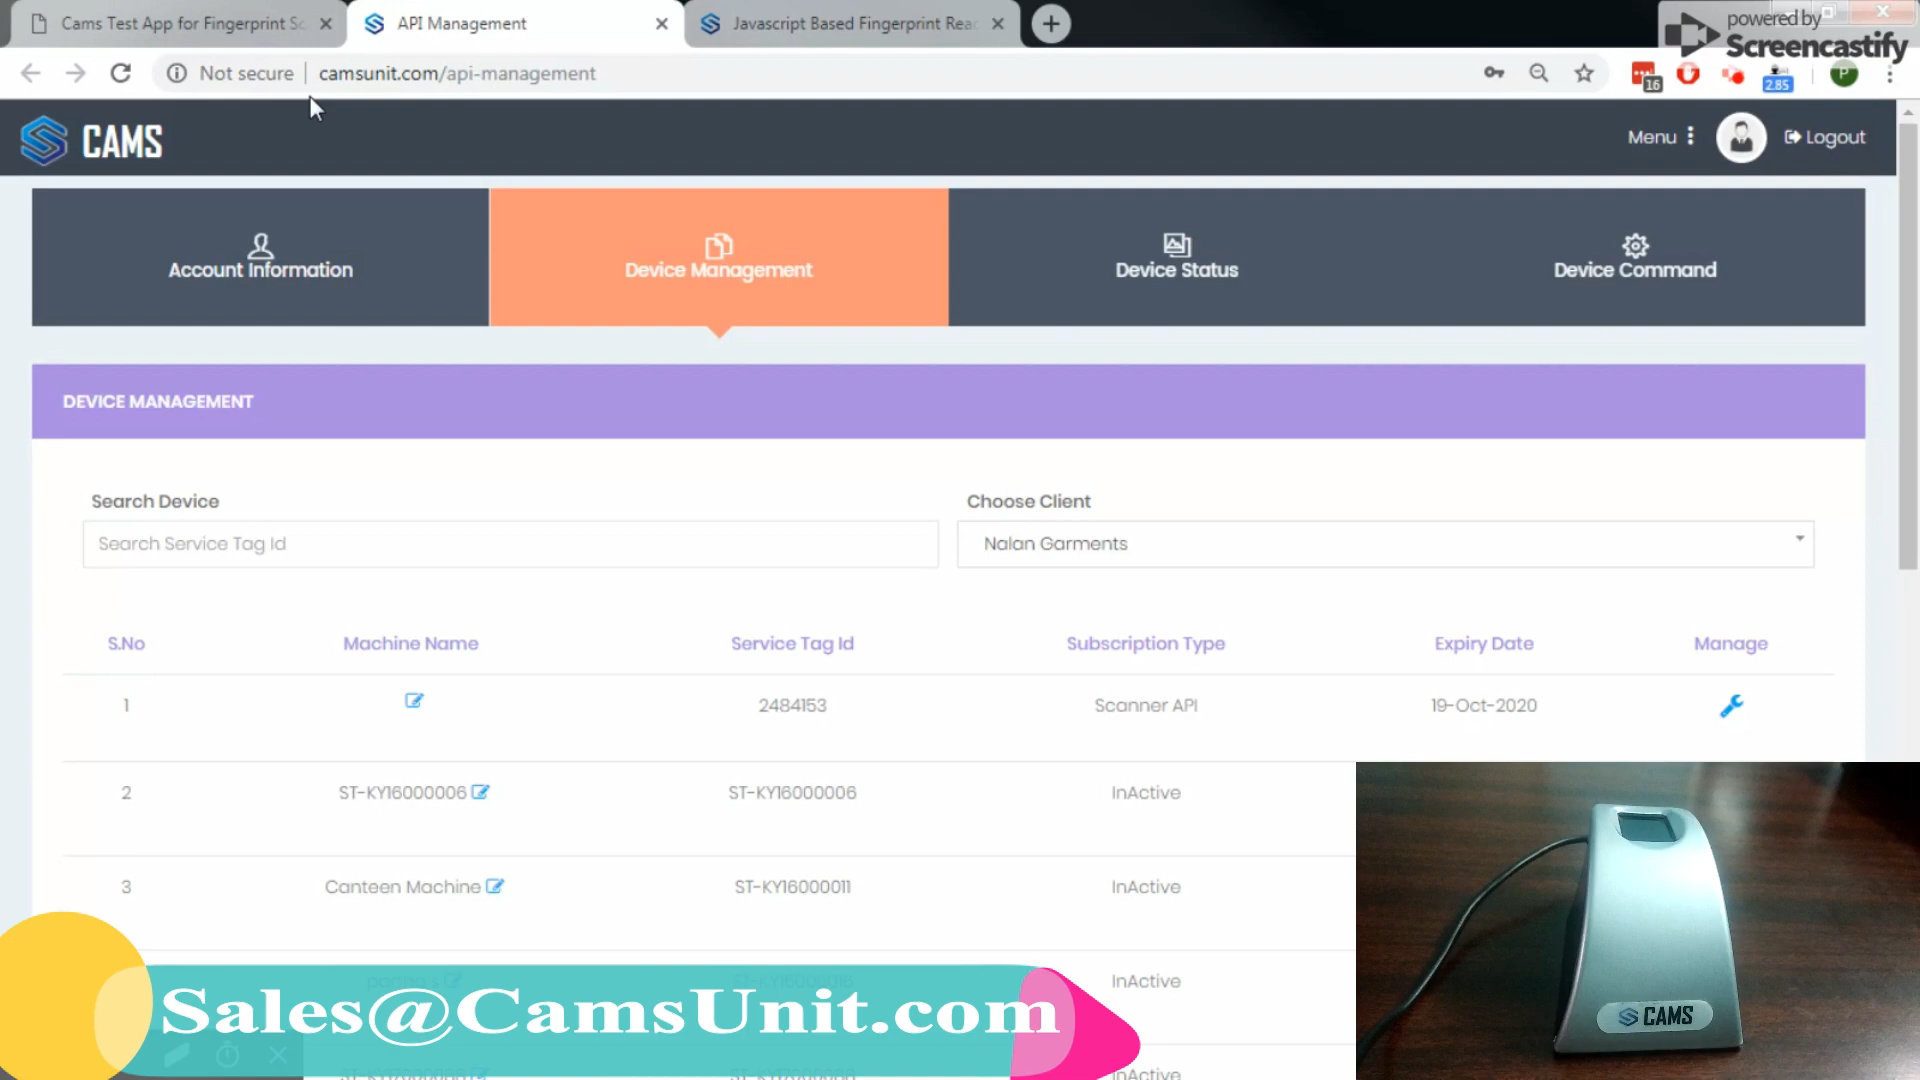 Cams Test App for Fingerprint Sc
API Management
Javascript Based Fingerprint Rea
powered by
Screencastify
Not secure
camsunit.com/api-management
16
2.85
P
CAMS
Menu
Logout
Account Information
Device Management
Device Status
Device Command
DEVICE MANAGEMENT
Search Device
Choose Client
Search Service Tag Id
Nalan Garments
S.No Machine Name Service Tag Id Subscription Type Expiry Date Manage
1 2484153 Scanner API 19-Oct-2020
2 ST-KY16000006 ST-KY16000006 InActive
3 Canteen Machine ST-KY16000011 InActive
InActive
Sales@CamsUnit.com
InActive
CAMS